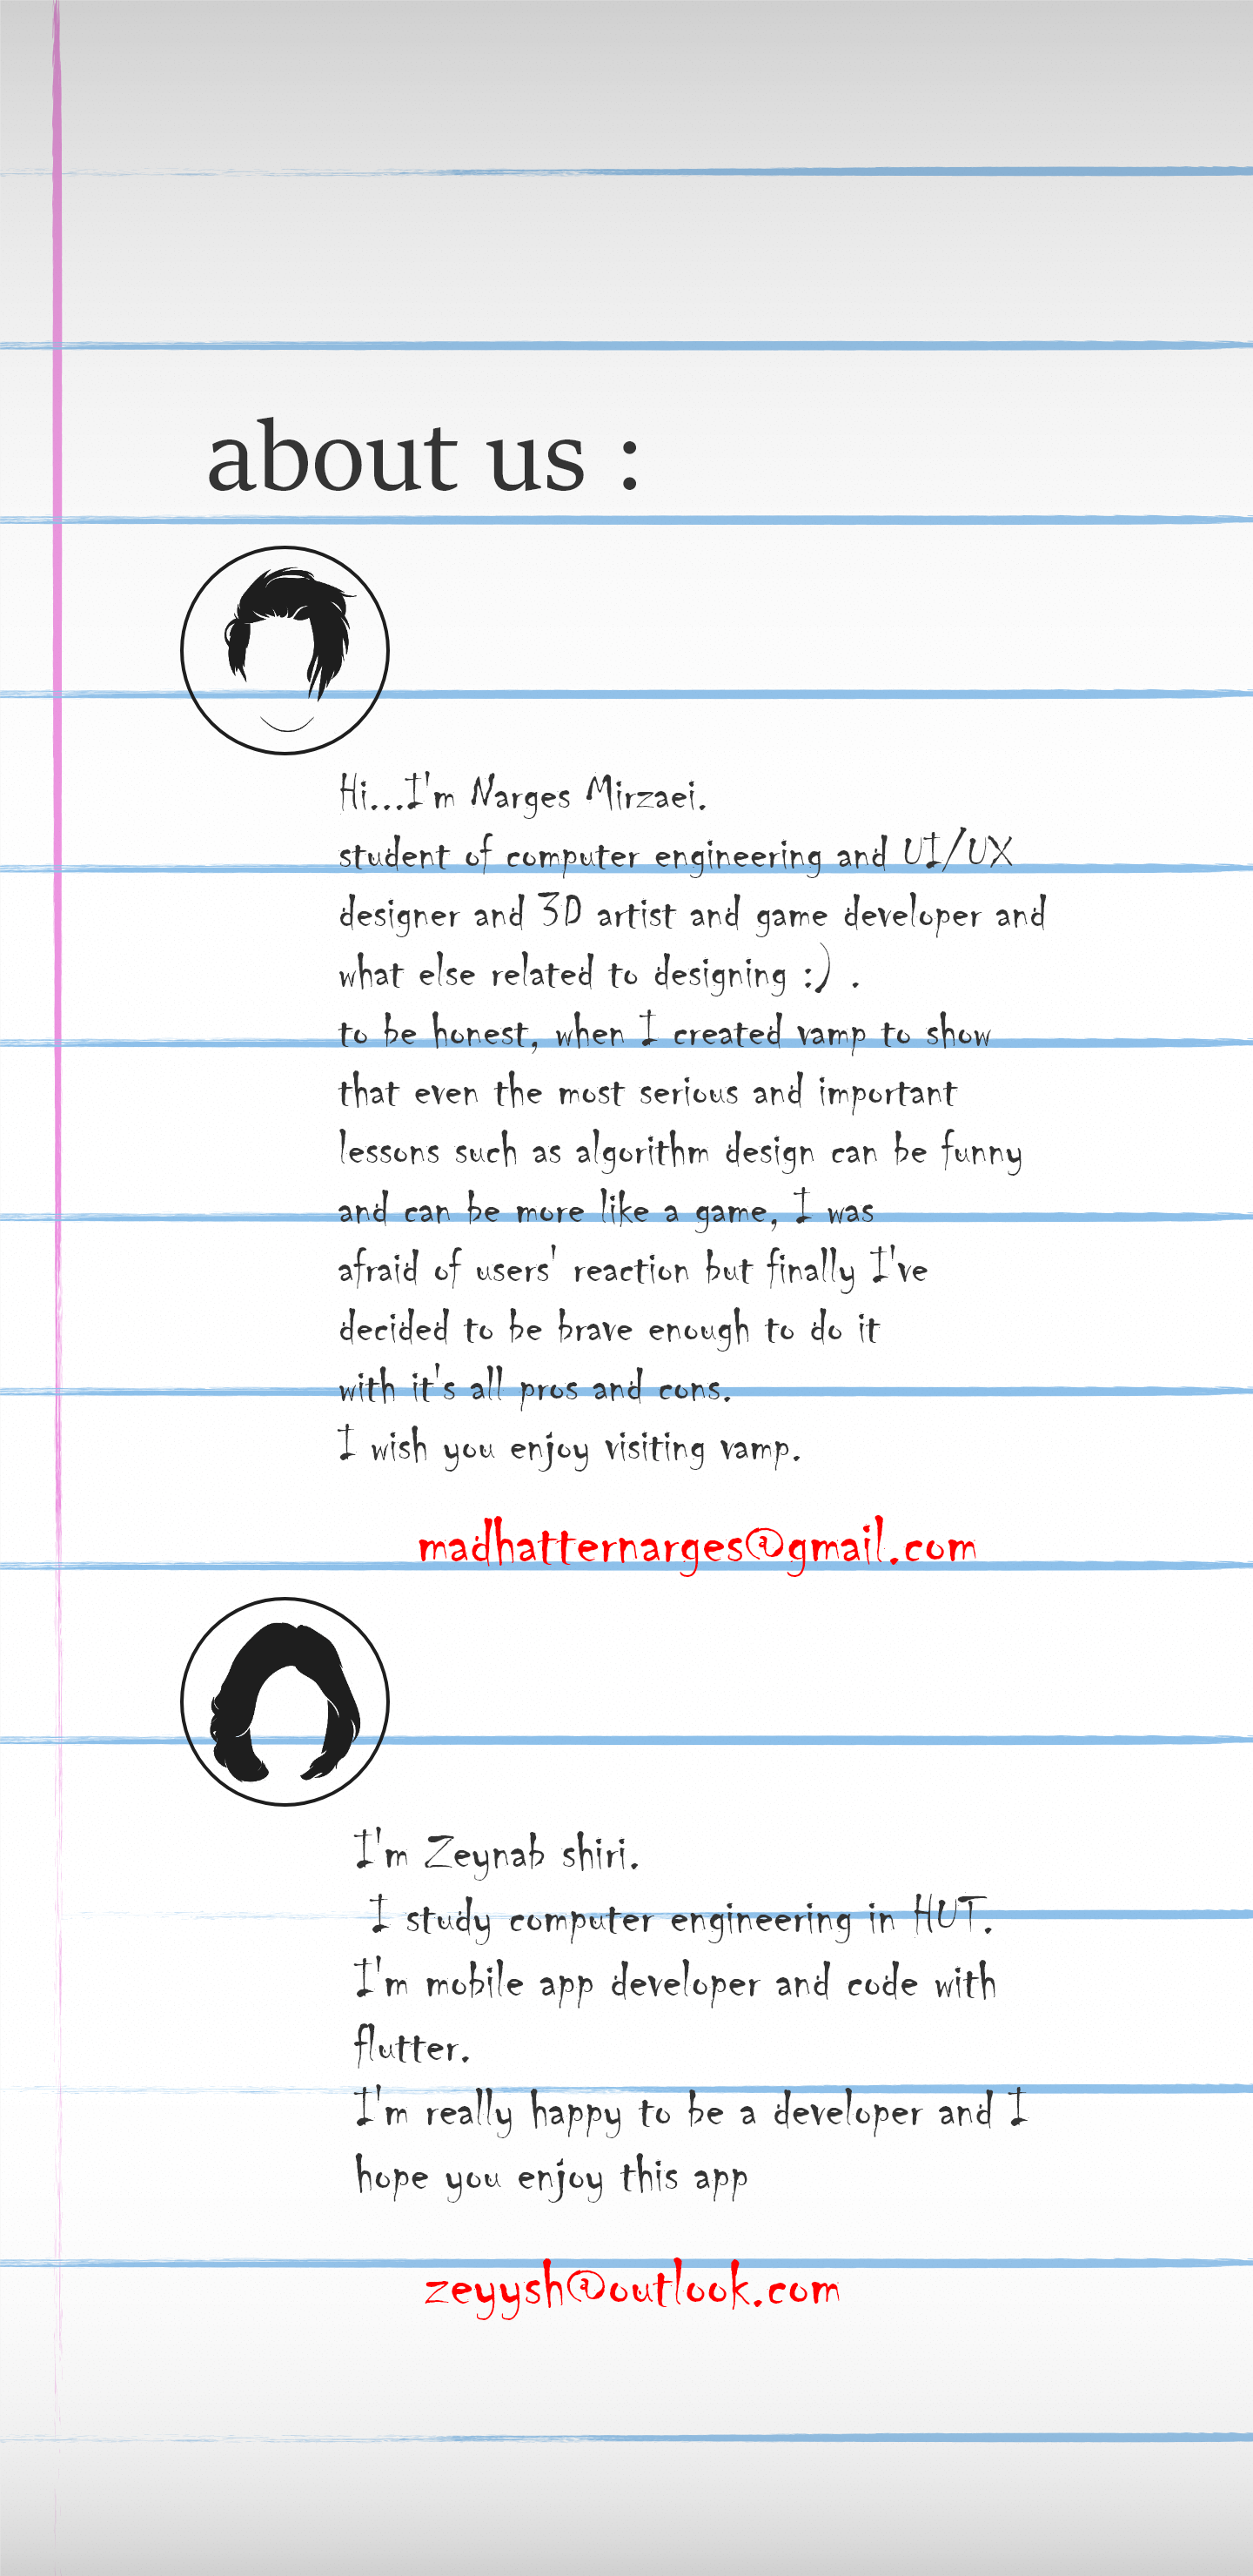 about us :
Hi...I'm Narges Mirzaei.
student of computer engineering and UI/UX
designer and 3D artist and game developer and
what else related to designing :) .
to be honest, when I created vamp to show
that even the most serious and important
lessons such as algorithm design can be funny
and can be more like a game, I was
afraid of users' reaction but finally I've
decided to be brave enough to do it
with it's all pros and cons.
I wish you enjoy visiting vamp.
madhatternarges@gmail.com
I'm Zeynab shiri.
I study computer engineering in HUT.
I'm mobile app developer and code with
flutter.
I'm really happy to be a developer and I
hope you enjoy this app
zeyysh@outlook.com